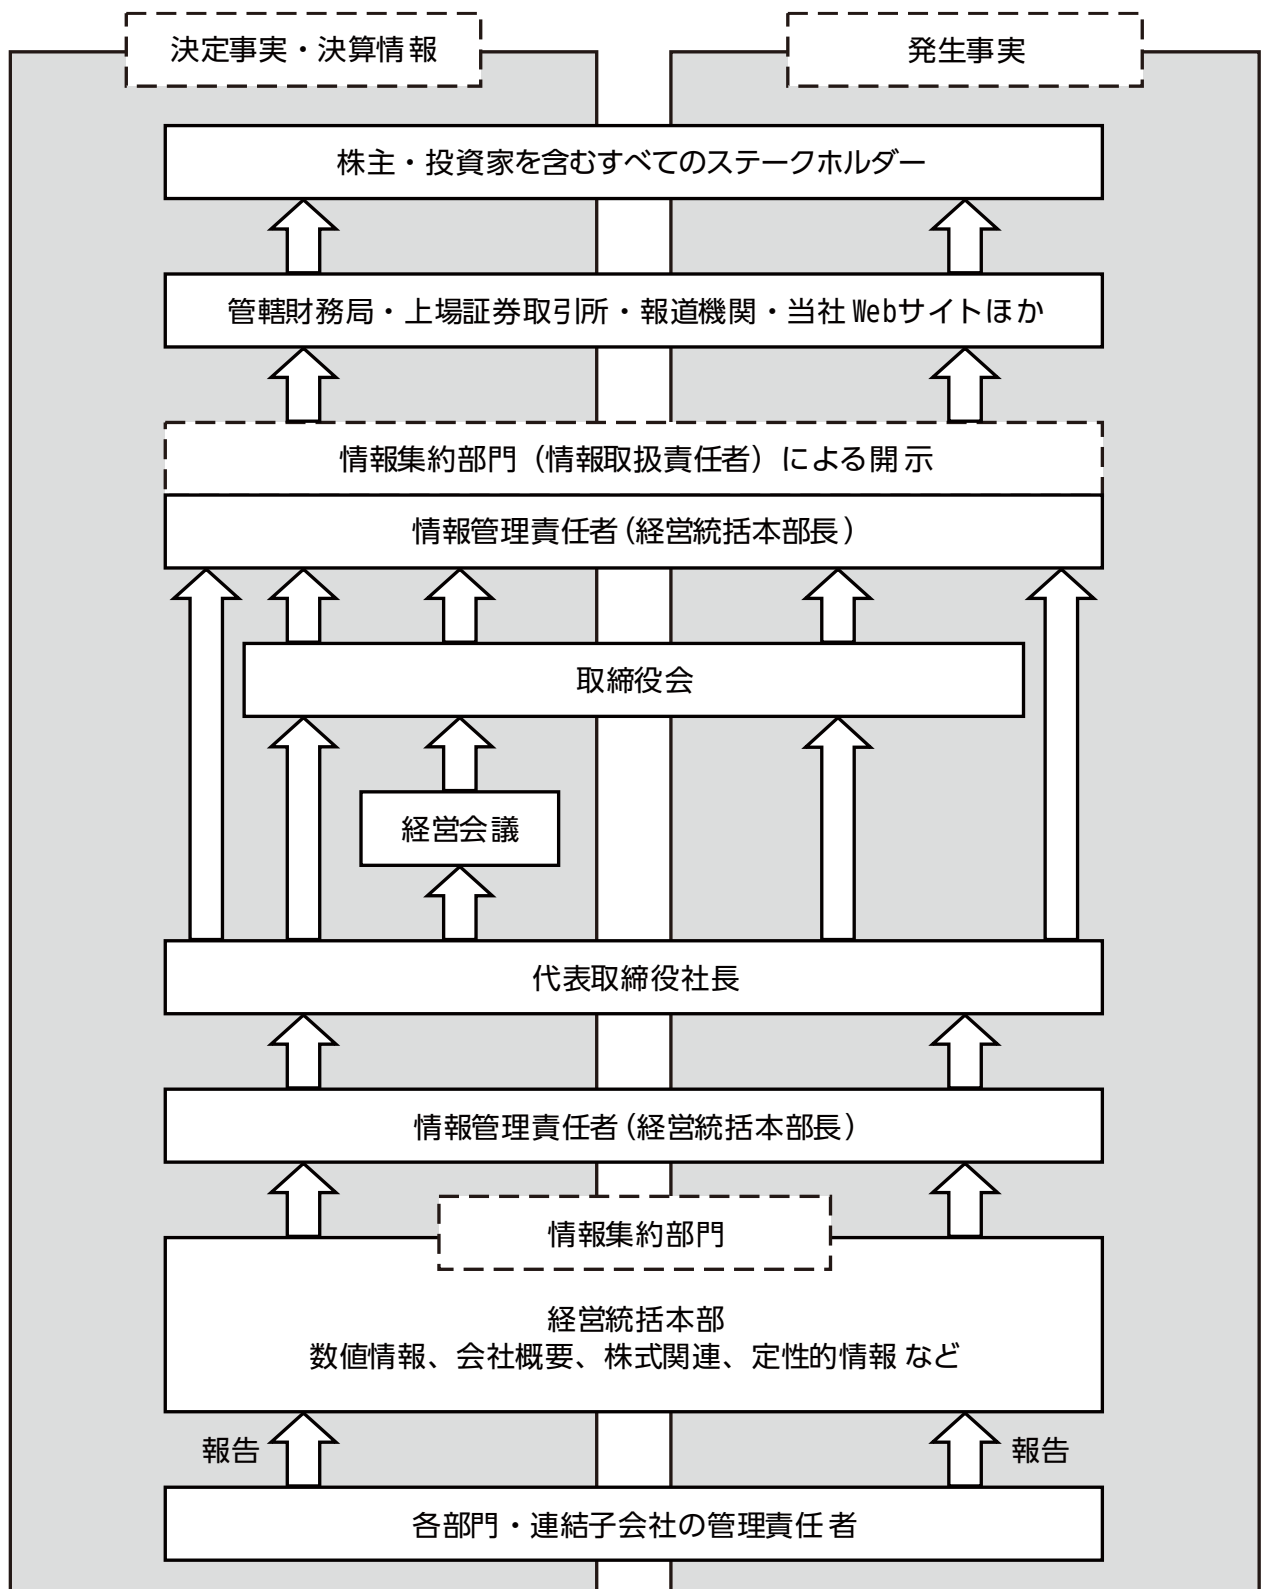 決定事実・決算情報
発生事実
株主・投資家を含むすべてのステークホルダー
管轄財務局・上場証券取引所・報道機関・当社Webサイトほか
情報集約部門（情報取扱責任者）による開示
情報管理責任者(経営統括本部長)
取締役会
経営会議
代表取締役社長
情報管理責任者(経営統括本部長)
情報集約部門
経営統括本部
数値情報、会社概要、株式関連、定性的情報など
報告
報告
各部門・連結子会社の管理責任者